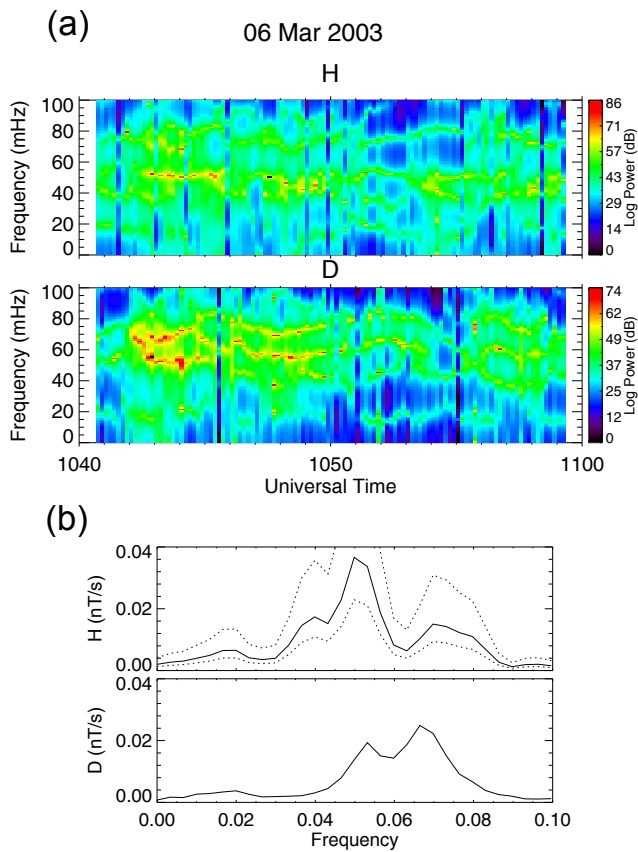 (a)
06 Mar 2003
H
100
80
60
40
20
0
Frequency (mHz)
86
71
57
43
29
14
0
Log Power (dB)
D
100
80
60
40
20
0
Frequency (mHz)
74
62
49
37
25
12
0
Log Power (dB)
1040 1050 1100
Universal Time
(b)
0.04
0.02
0.00
H (nT/s)
0.04
0.02
0.00
D (nT/s)
0.00 0.02 0.04 0.06 0.08 0.10
Frequency